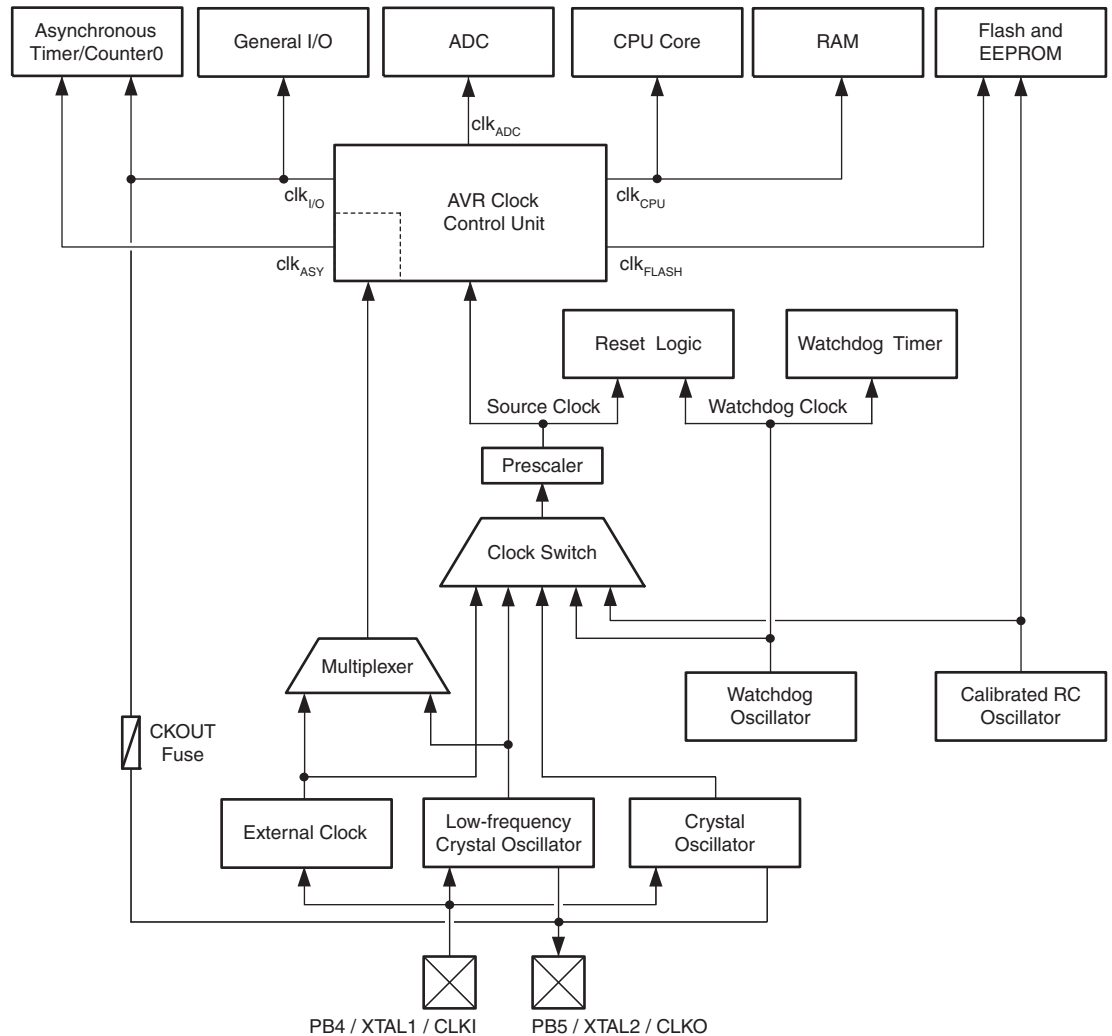 Asynchronous
Timer/Counter0
General I/O
ADC
CPU Core
RAM
Flash and
EEPROM
clkADC
AVR Clock
Control Unit
clkI/O
clkCPU
clkASY
clkFLASH
Reset Logic
Watchdog Timer
Source Clock
Watchdog Clock
Prescaler
Clock Switch
Multiplexer
Watchdog
Oscillator
Calibrated RC
Oscillator
CKOUT
Fuse
External Clock
Low-frequency
Crystal Oscillator
Crystal
Oscillator
PB4 / XTAL1 / CLKI
PB5 / XTAL2 / CLKO